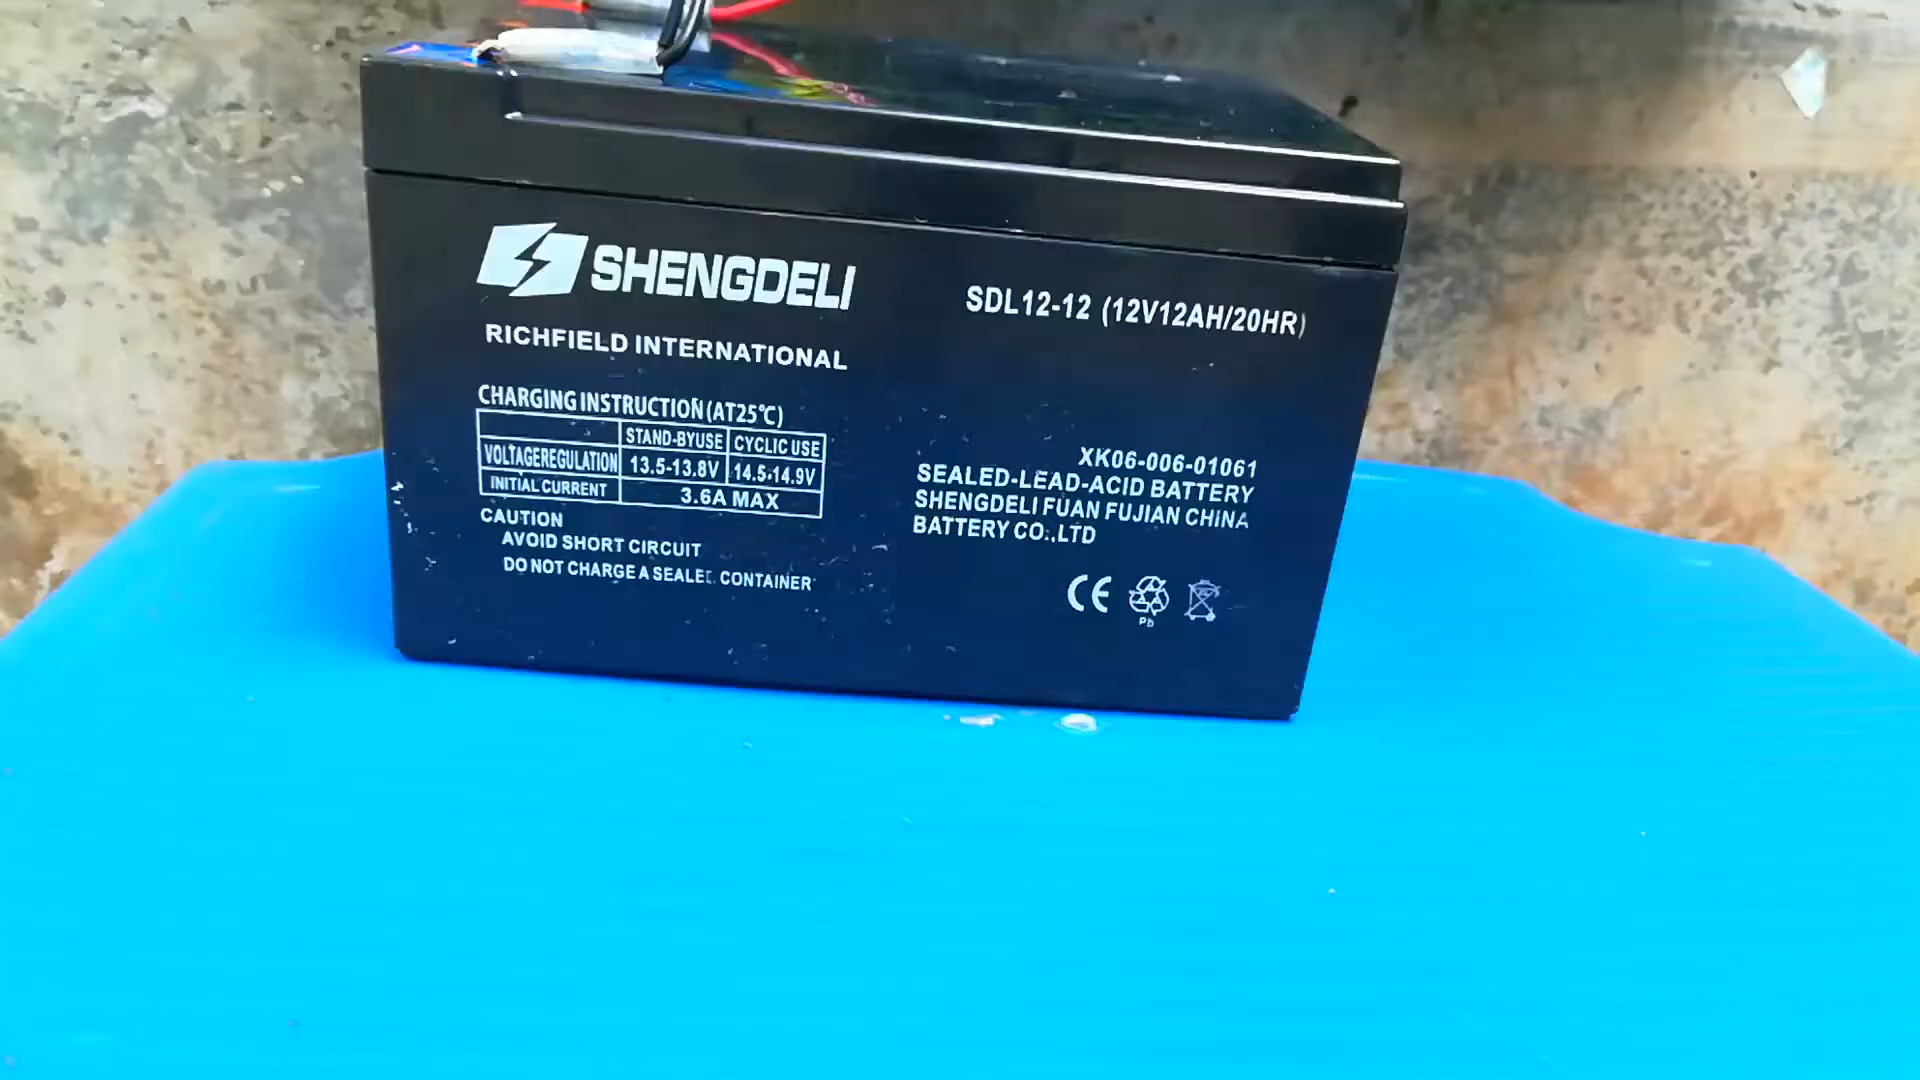 SHENGDELI
RICHFIELD INTERNATIONAL
SDL12-12 (12V12AH/20HR)
CHARGING INSTRUCTION(AT25℃)
STAND-BYUSE CYCLIC USE
VOLTAGEREGULATION 13.5-13.8V 14.5-14.9V
INITIAL CURRENT 3.6A MAX
CAUTION
AVOID SHORT CIRCUIT
DO NOT CHARGE A SEALED CONTAINER
XK06-006-01061
SEALED-LEAD-ACID BATTERY
SHENGDELI FUAN FUJIAN CHINA
BATTERY CO.,LTD
CE
Pb